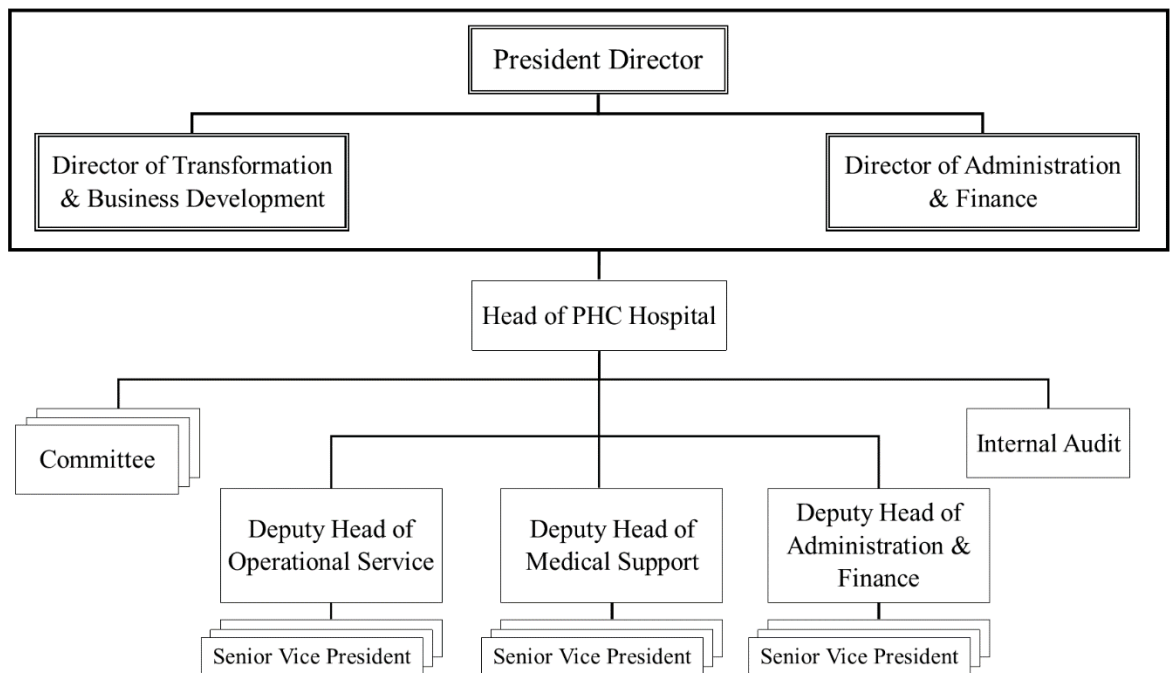 President Director
Director of Transformation
& Business Development
Director of Administration
& Finance
Head of PHC Hospital
Committee
Internal Audit
Deputy Head of
Operational Service
Deputy Head of
Medical Support
Deputy Head of
Administration &
Finance
Senior Vice President
Senior Vice President
Senior Vice President